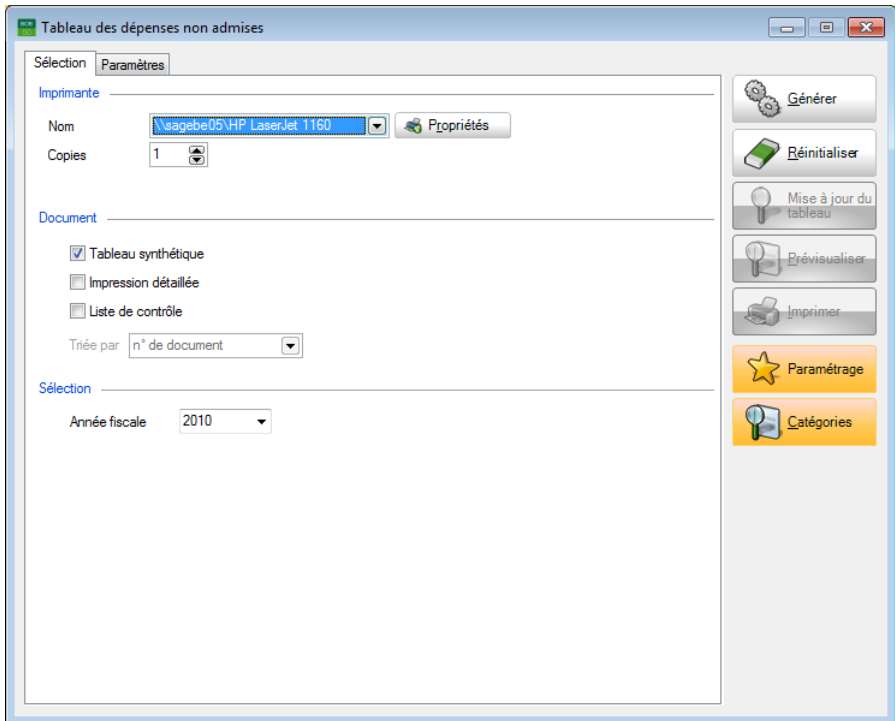 BOB
50
Tableau des dépenses non admises
Sélection
Paramètres
Imprimante
Nom
\\sagebe05\HP LaserJet 1160
Propriétés
Copies
1
Document
Tableau synthétique
Impression détaillée
Liste de contrôle
Triée par
n° de document
Sélection
Année fiscale
2010
Générer
Réinitialiser
Mise à jour du
tableau
Prévisualiser
Imprimer
Paramétrage
Catégories